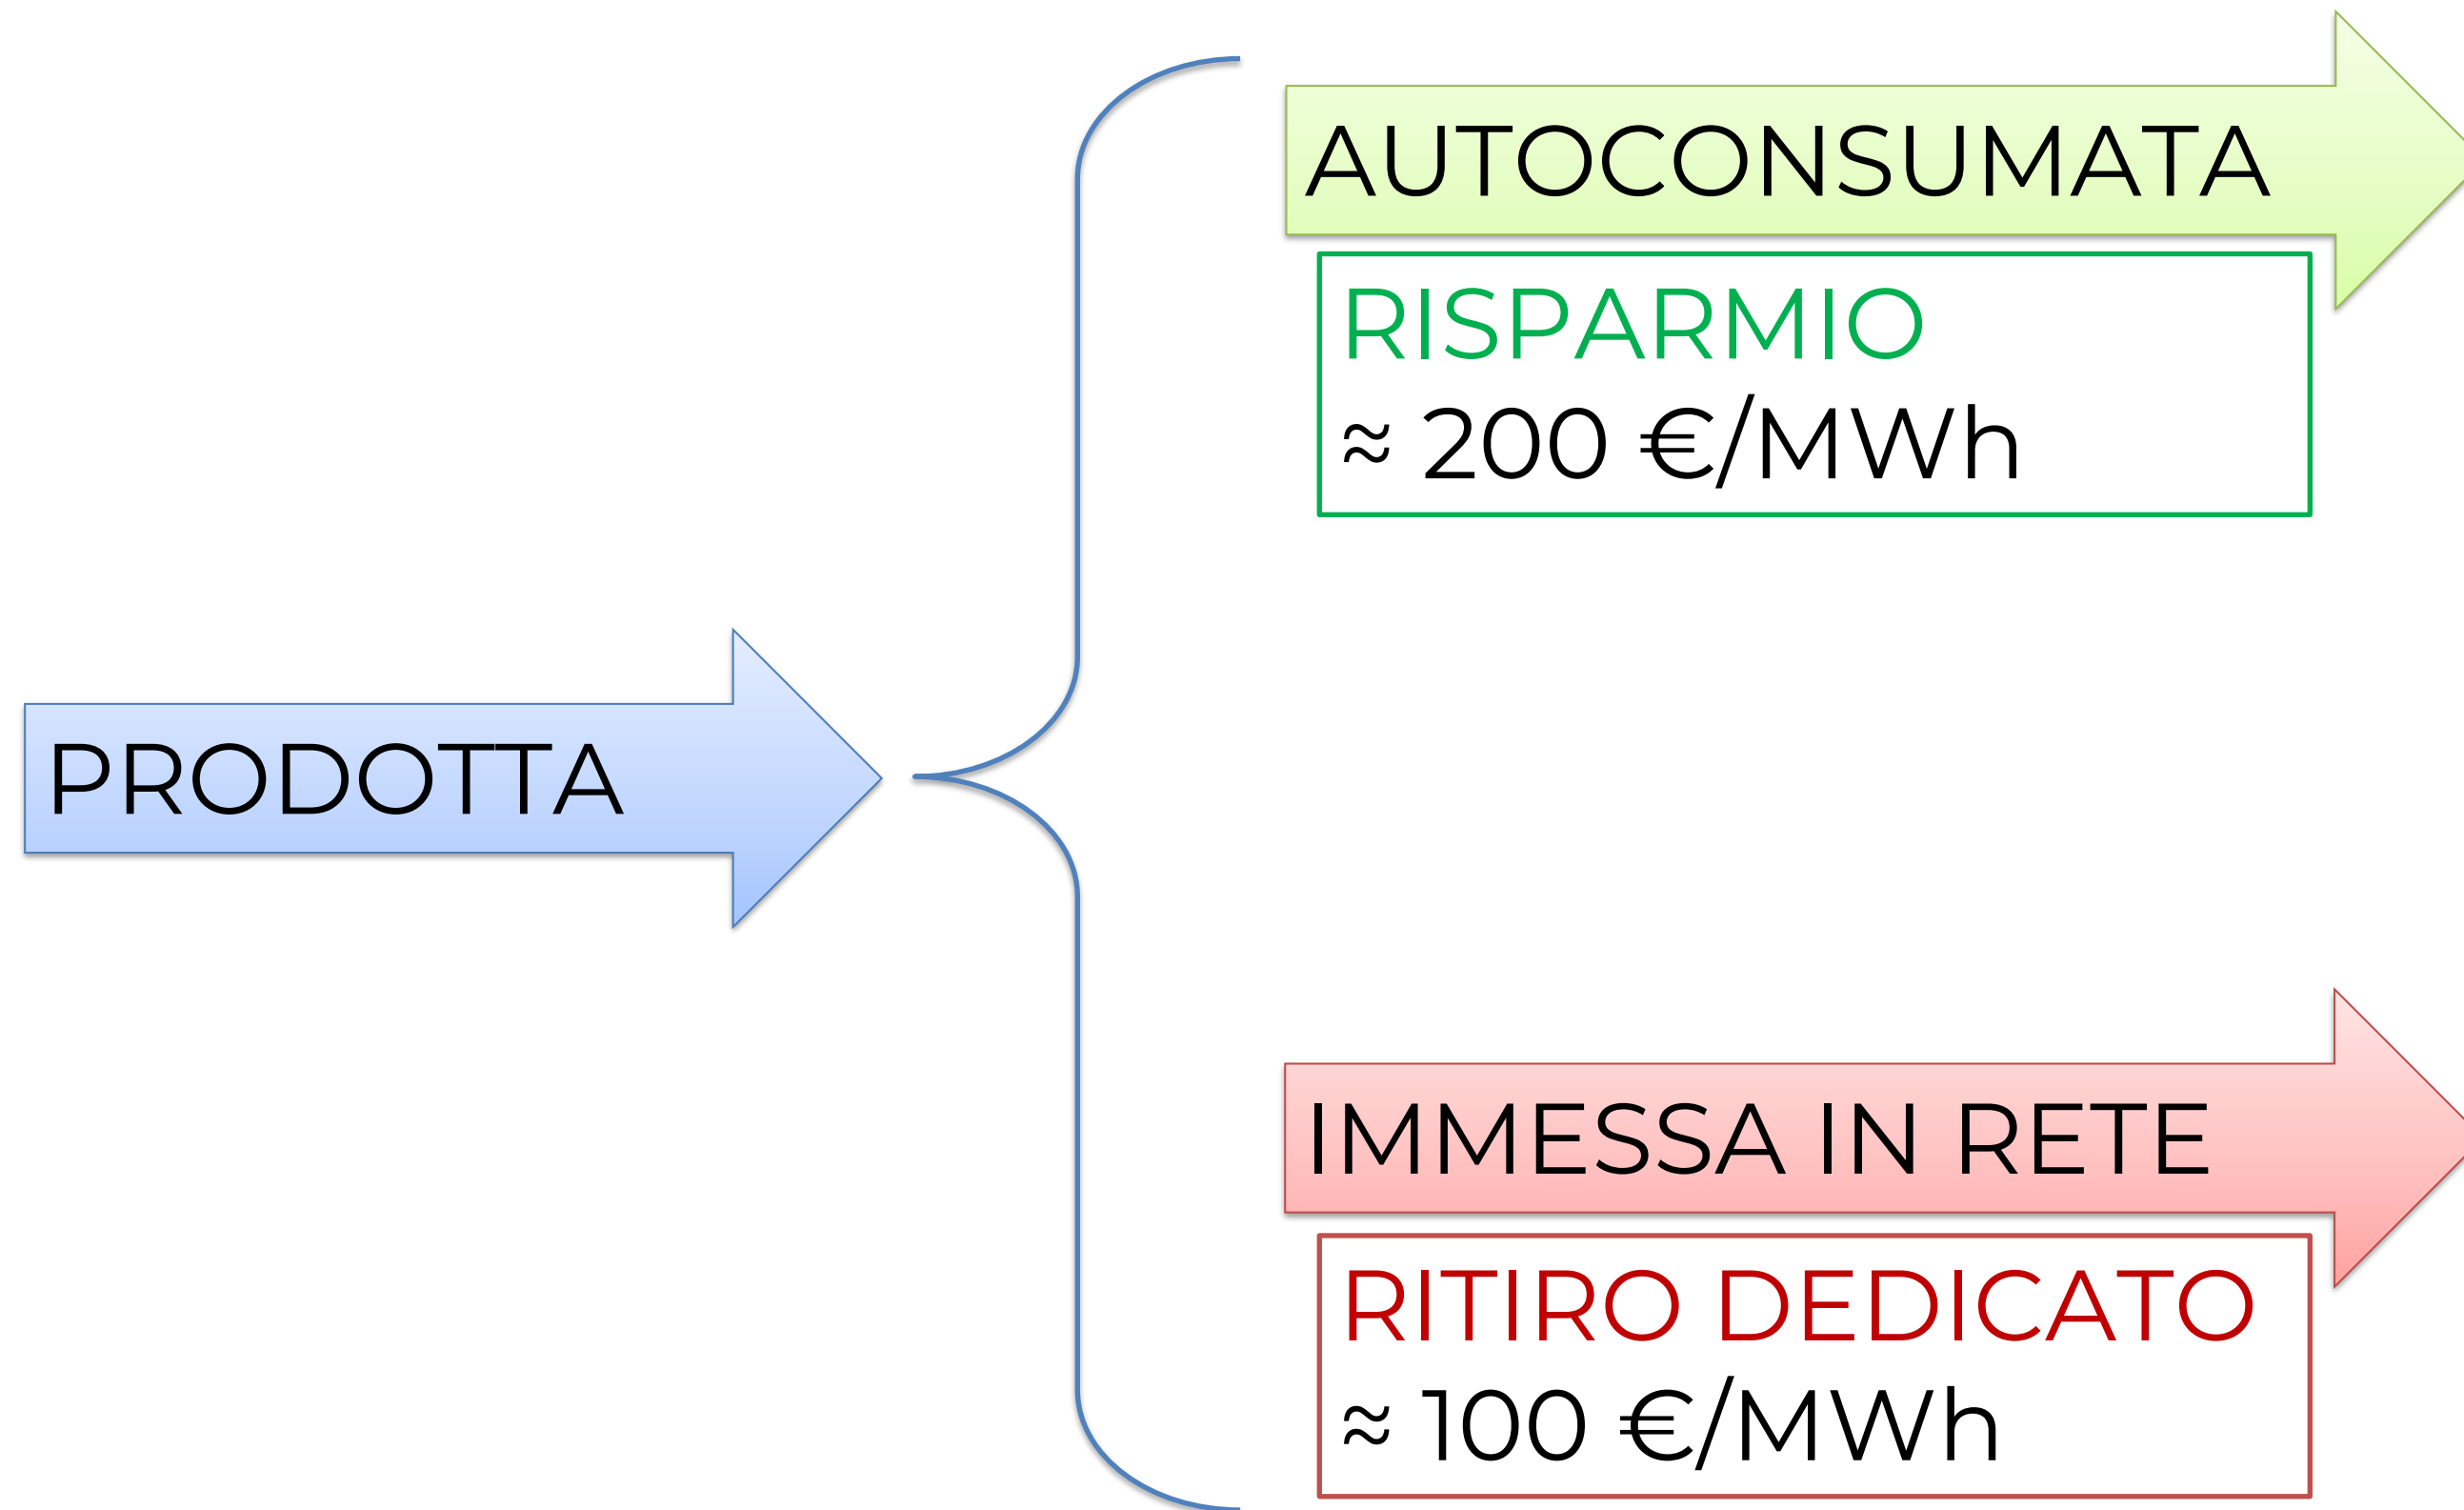 AUTOCONSUMATA
RISPARMIO
≈ 200 €/MWh
PRODOTTA
IMMESSA IN RETE
RITIRO DEDICATO
≈ 100 €/MWh